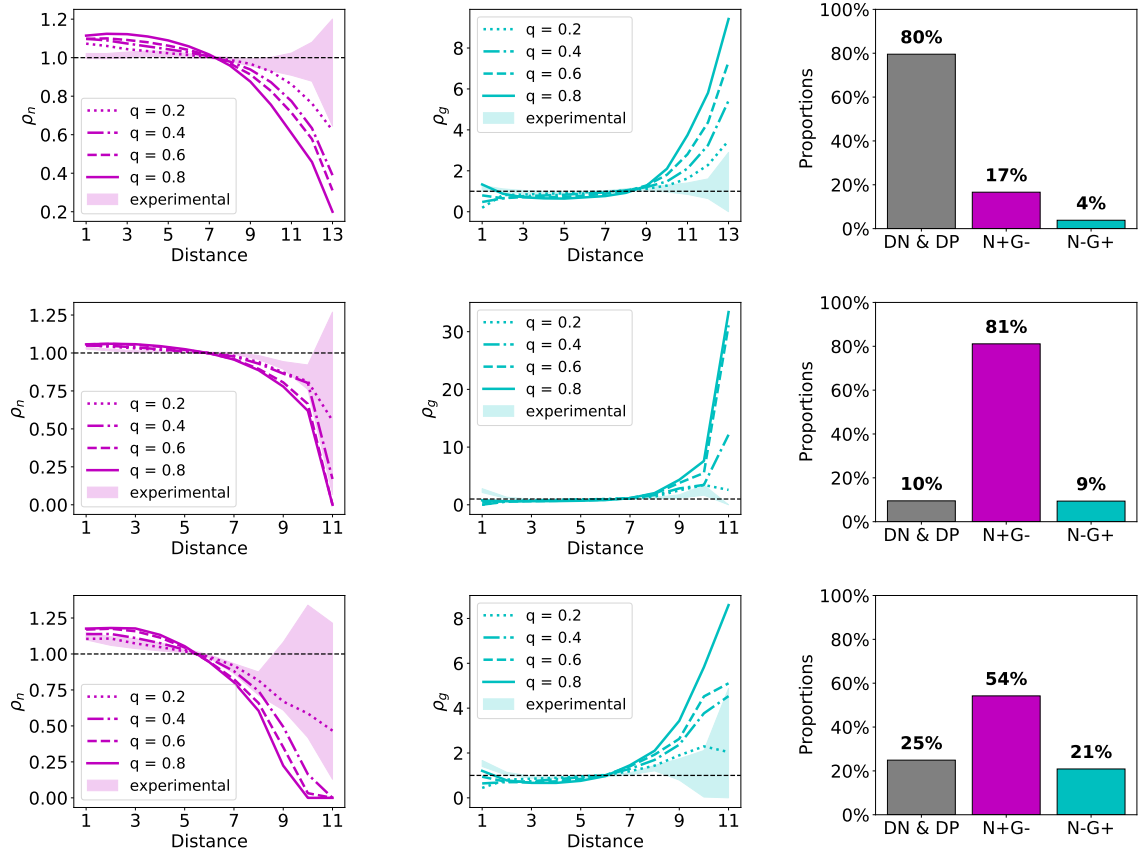 1.2
1.0
0.8
0.6
0.4
0.2
ρn
q = 0.2
q = 0.4
q = 0.6
q = 0.8
experimental
1 3 5 7 9 11 13
Distance
8
6
4
2
0
ρg
q = 0.2
q = 0.4
q = 0.6
q = 0.8
experimental
1 3 5 7 9 11 13
Distance
100%
80%
60%
40%
20%
0%
Proportions
80%
17%
4%
DN & DP N+G- N-G+
1.25
1.00
0.75
0.50
0.25
0.00
ρn
q = 0.2
q = 0.4
q = 0.6
q = 0.8
experimental
1 3 5 7 9 11
Distance
30
20
10
0
ρg
q = 0.2
q = 0.4
q = 0.6
q = 0.8
experimental
1 3 5 7 9 11
Distance
100%
80%
60%
40%
20%
0%
Proportions
10%
81%
9%
DN & DP N+G- N-G+
1.25
1.00
0.75
0.50
0.25
0.00
ρn
q = 0.2
q = 0.4
q = 0.6
q = 0.8
experimental
1 3 5 7 9 11
Distance
8
6
4
2
0
ρg
q = 0.2
q = 0.4
q = 0.6
q = 0.8
experimental
1 3 5 7 9 11
Distance
100%
80%
60%
40%
20%
0%
Proportions
25%
54%
21%
DN & DP N+G- N-G+